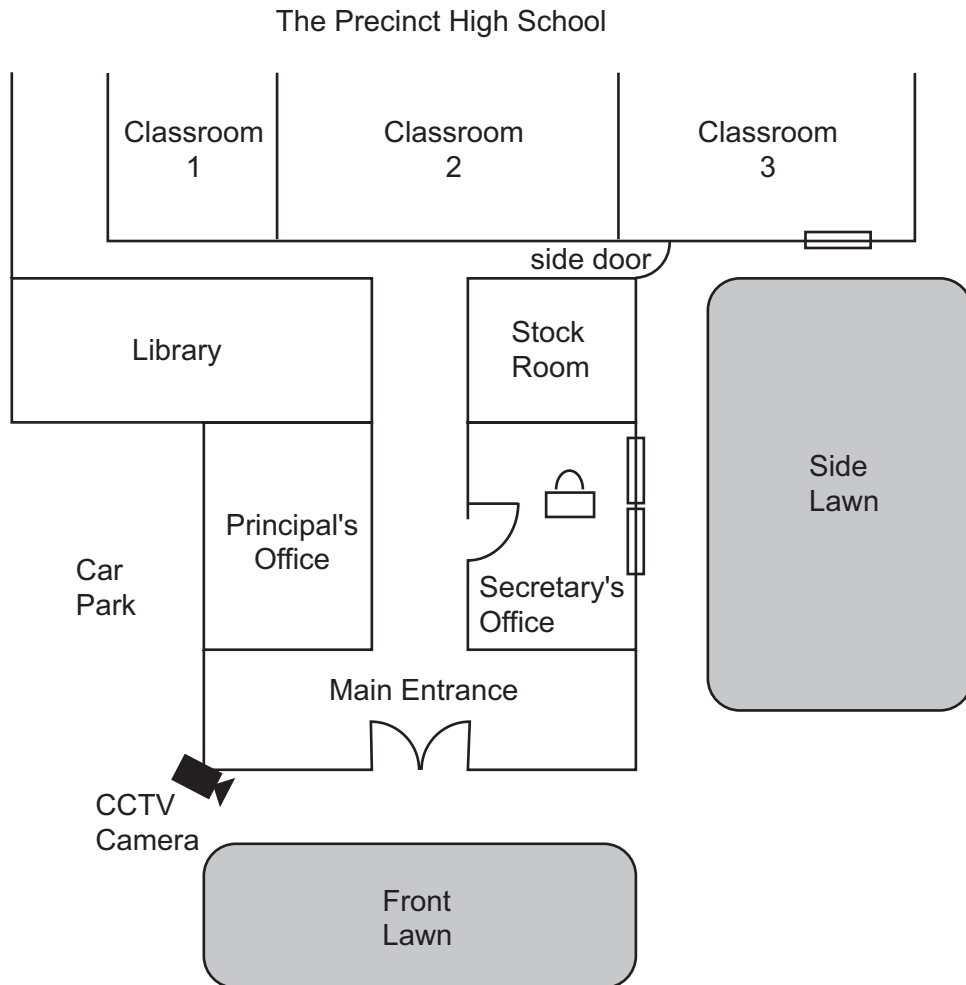 The Precinct High School
Classroom
1
Classroom
2
Classroom
3
side door
Library
Stock
Room
Side
Lawn
Principal's
Office
Car
Park
Secretary's
Office
Main Entrance
CCTV
Camera
Front
Lawn